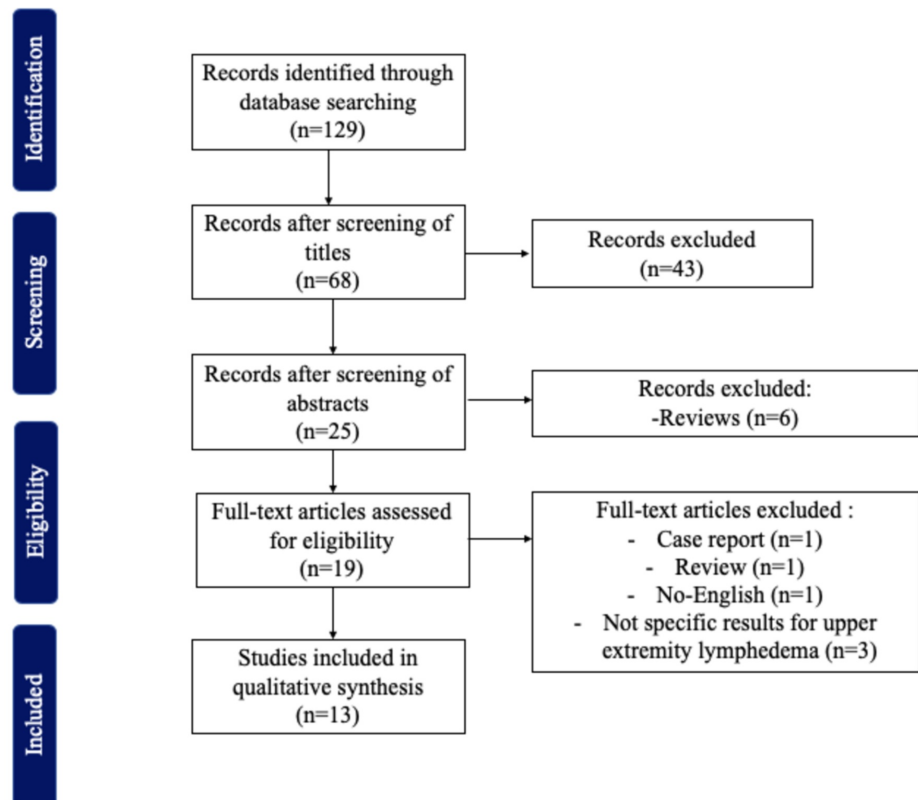 Identification
Records identified through
database searching
(n=129)
Screening
Records after screening of
titles
(n=68)
Records excluded
(n=43)
Records after screening of
abstracts
(n=25)
Records excluded:
-Reviews (n=6)
Eligibility
Full-text articles assessed
for eligibility
(n=19)
Full-text articles excluded :
- Case report (n=1)
- Review (n=1)
- No-English (n=1)
- Not specific results for upper
extremity lymphedema (n=3)
Included
Studies included in
qualitative synthesis
(n=13)